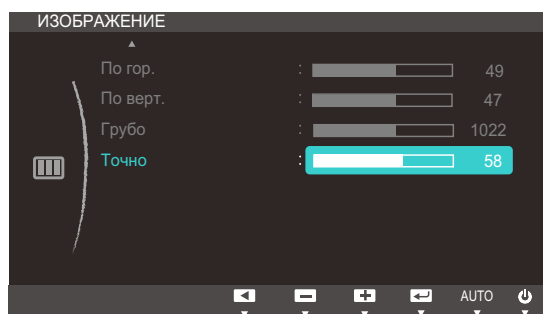 ИЗОБРАЖЕНИЕ
По гор. : 49
По верт. : 47
Грубо : 1022
Точно : 58
AUTO